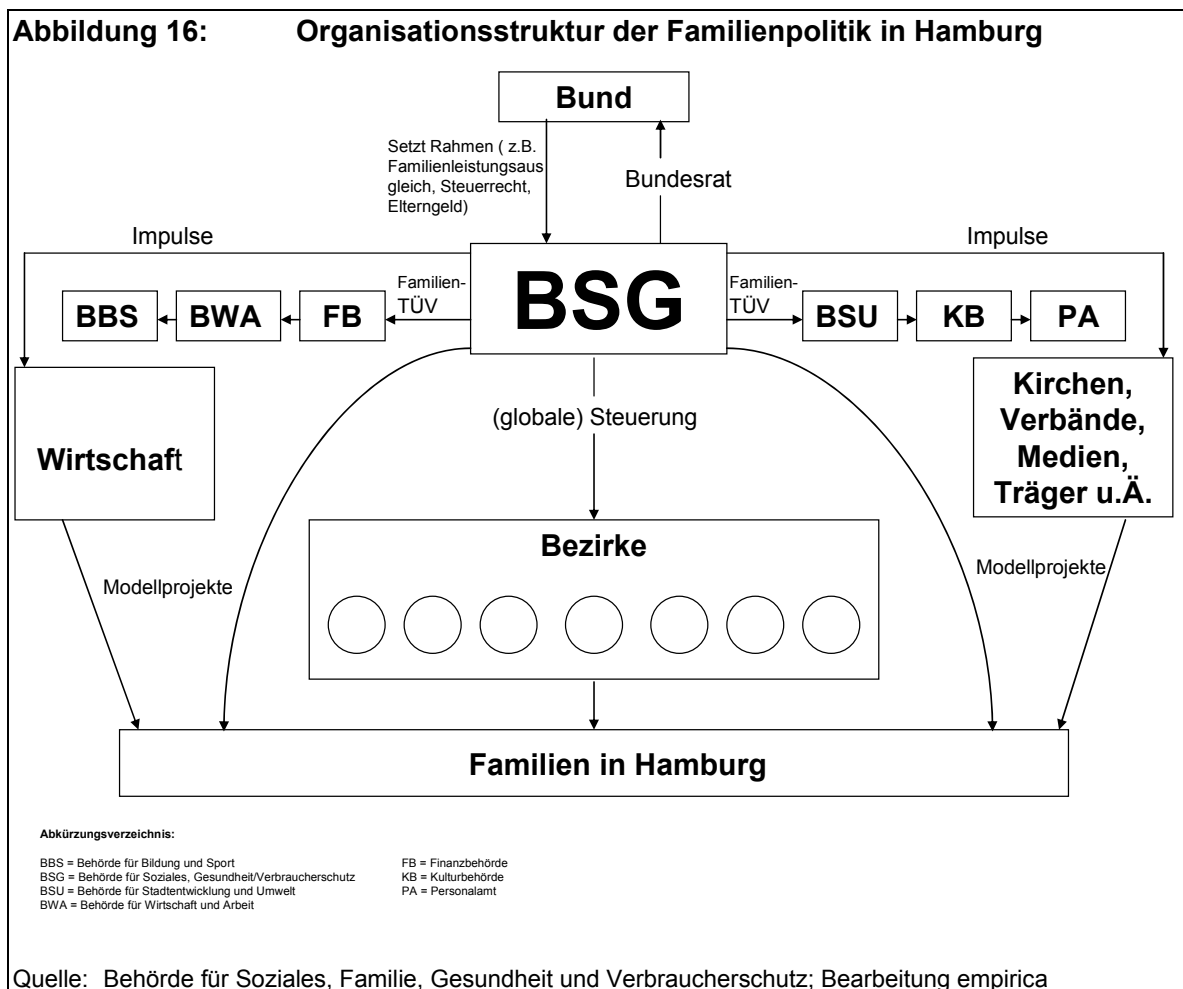 Abbildung 16: Organisationsstruktur der Familienpolitik in Hamburg
Bund
Setzt Rahmen ( z.B.
Familienleistungsaus
gleich, Steuerrecht,
Elterngeld)
Bundesrat
Impulse
Impulse
BSG
Familien-
TÜV
Familien-
TÜV
BBS
BWA
FB
BSU
KB
PA
Wirtschaft
(globale) Steuerung
Kirchen,
Verbände,
Medien,
Träger u.Ä.
Bezirke
Modellprojekte
Modellprojekte
Familien in Hamburg
Abkürzungsverzeichnis:
BBS = Behörde für Bildung und Sport
BSG = Behörde für Soziales, Gesundheit/Verbraucherschutz
BSU = Behörde für Stadtentwicklung und Umwelt
BWA = Behörde für Wirtschaft und Arbeit
FB = Finanzbehörde
KB = Kulturbehörde
PA = Personalamt
Quelle: Behörde für Soziales, Familie, Gesundheit und Verbraucherschutz; Bearbeitung empirica